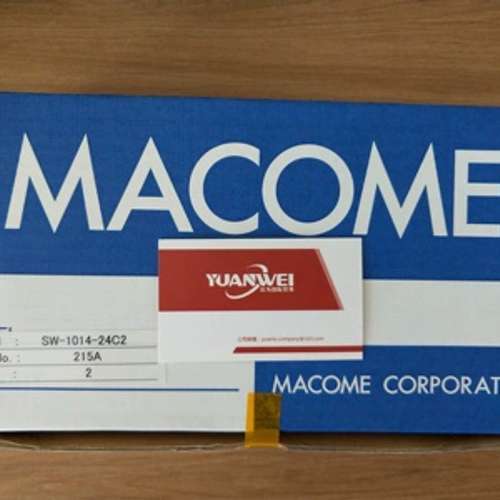 MACOME
YUANWEI
: SW-1014-24C2
o. : 215A
: 2
MACOME CORPORAT